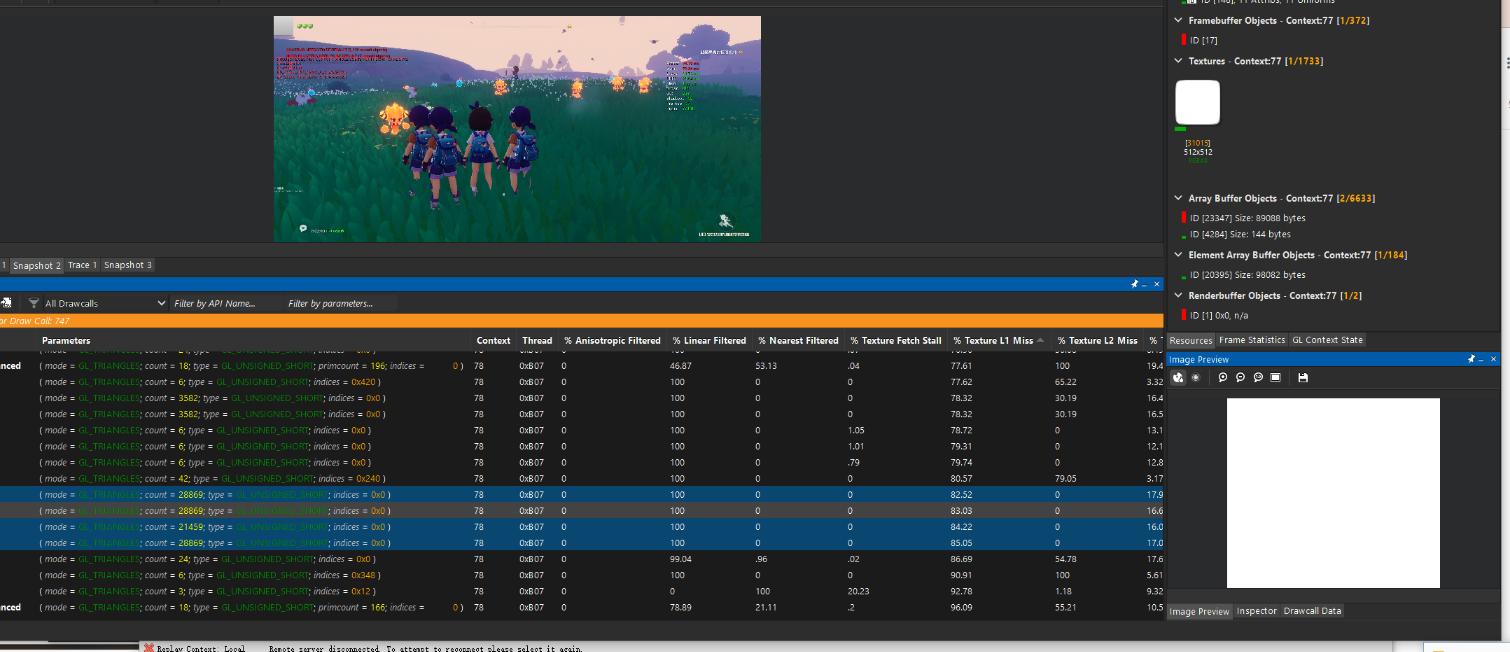 ID [146], 11 Attribs, 11 Uniforms
Framebuffer Objects - Context:77 [1/372]
ID [17]
Textures - Context:77 [1/1733]
[31015]
512x512
Array Buffer Objects - Context:77 [2/6633]
ID [23347] Size: 89088 bytes
ID [4284] Size: 144 bytes
Element Array Buffer Objects - Context:77 [1/184]
ID [20395] Size: 98082 bytes
Renderbuffer Objects - Context:77 [1/2]
ID [1] 0x0, n/a
Resources Frame Statistics GL Context State
Image Preview
Image Preview Inspector Drawcall Data
1 Snapshot 2 Trace 1 Snapshot 3
All Drawcalls Filter by API Name... Filter by parameters...
or Draw Call: 747
Parameters Context Thread % Anisotropic Filtered % Linear Filtered % Nearest Filtered % Texture Fetch Stall % Texture L1 Miss % Texture L2 Miss % T
anced ( mode = GL_TRIANGLES; count = 18; type = GL_UNSIGNED_SHORT; primcount = 196; indices = 0 ) 78 0xB07 0 46.87 53.13 .04 77.61 100 19.4
( mode = GL_TRIANGLES; count = 6; type = GL_UNSIGNED_SHORT; indices = 0x420 ) 78 0xB07 0 100 0 0 77.62 65.22 3.32
( mode = GL_TRIANGLES; count = 3582; type = GL_UNSIGNED_SHORT; indices = 0x0 ) 78 0xB07 0 100 0 0 78.32 30.19 16.4
( mode = GL_TRIANGLES; count = 3582; type = GL_UNSIGNED_SHORT; indices = 0x0 ) 78 0xB07 0 100 0 0 78.32 30.19 16.5
( mode = GL_TRIANGLES; count = 6; type = GL_UNSIGNED_SHORT; indices = 0x0 ) 78 0xB07 0 100 0 1.05 78.72 0 13.1
( mode = GL_TRIANGLES; count = 6; type = GL_UNSIGNED_SHORT; indices = 0x0 ) 78 0xB07 0 100 0 1.01 79.31 0 12.1
( mode = GL_TRIANGLES; count = 6; type = GL_UNSIGNED_SHORT; indices = 0x0 ) 78 0xB07 0 100 0 .79 79.74 0 12.8
( mode = GL_TRIANGLES; count = 42; type = GL_UNSIGNED_SHORT; indices = 0x240 ) 78 0xB07 0 100 0 0 80.57 79.05 3.17
( mode = GL_TRIANGLES; count = 28869; type = GL_UNSIGNED_SHORT; indices = 0x0 ) 78 0xB07 0 100 0 0 82.52 0 17.9
( mode = GL_TRIANGLES; count = 28869; type = GL_UNSIGNED_SHORT; indices = 0x0 ) 78 0xB07 0 100 0 0 83.03 0 16.6
( mode = GL_TRIANGLES; count = 21459; type = GL_UNSIGNED_SHORT; indices = 0x0 ) 78 0xB07 0 100 0 0 84.22 0 16.0
( mode = GL_TRIANGLES; count = 28869; type = GL_UNSIGNED_SHORT; indices = 0x0 ) 78 0xB07 0 100 0 0 85.05 0 17.0
( mode = GL_TRIANGLES; count = 24; type = GL_UNSIGNED_SHORT; indices = 0x0 ) 78 0xB07 0 99.04 .96 .02 86.69 54.78 17.6
( mode = GL_TRIANGLES; count = 6; type = GL_UNSIGNED_SHORT; indices = 0x348 ) 78 0xB07 0 100 0 0 90.91 100 5.61
( mode = GL_TRIANGLES; count = 3; type = GL_UNSIGNED_SHORT; indices = 0x12 ) 78 0xB07 0 0 100 20.23 92.78 1.18 9.32
anced ( mode = GL_TRIANGLES; count = 18; type = GL_UNSIGNED_SHORT; primcount = 166; indices = 0 ) 78 0xB07 0 78.89 21.11 .2 96.09 55.21 10.5
Replay Context: Local Remote server disconnected. To attempt to reconnect please select it again.